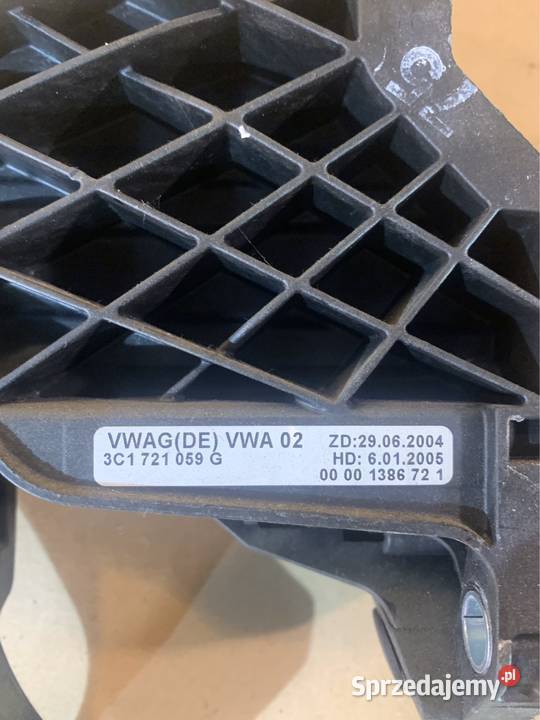 VWAG(DE) VWA 02 ZD:29.06.2004
3C1 721 059 G HD: 6.01.2005
00 00 1386 72 1
Sprzedajemy.pl